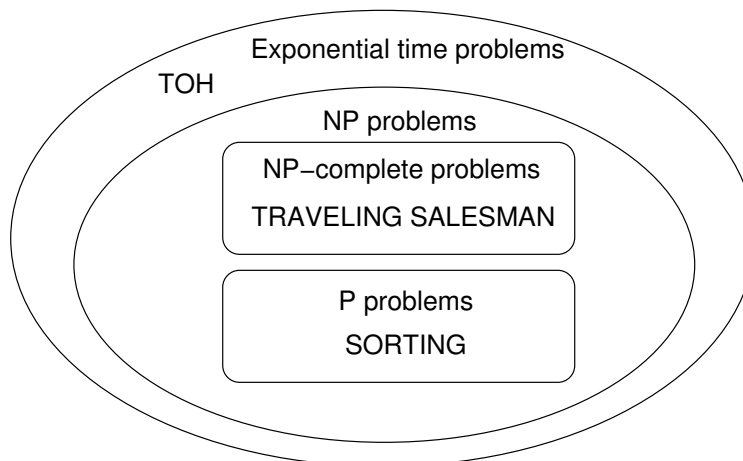 Exponential time problems
TOH
NP problems
NP−complete problems
TRAVELING SALESMAN
P problems
SORTING